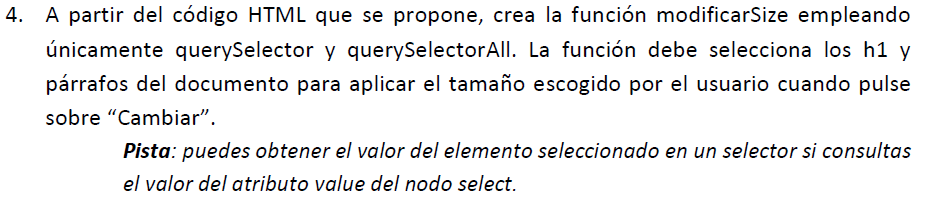 4. A partir del código HTML que se propone, crea la función modificarSize empleando
únicamente querySelector y querySelectorAll. La función debe selecciona los h1 y
párrafos del documento para aplicar el tamaño escogido por el usuario cuando pulse
sobre “Cambiar”.
Pista: puedes obtener el valor del elemento seleccionado en un selector si consultas
el valor del atributo value del nodo select.